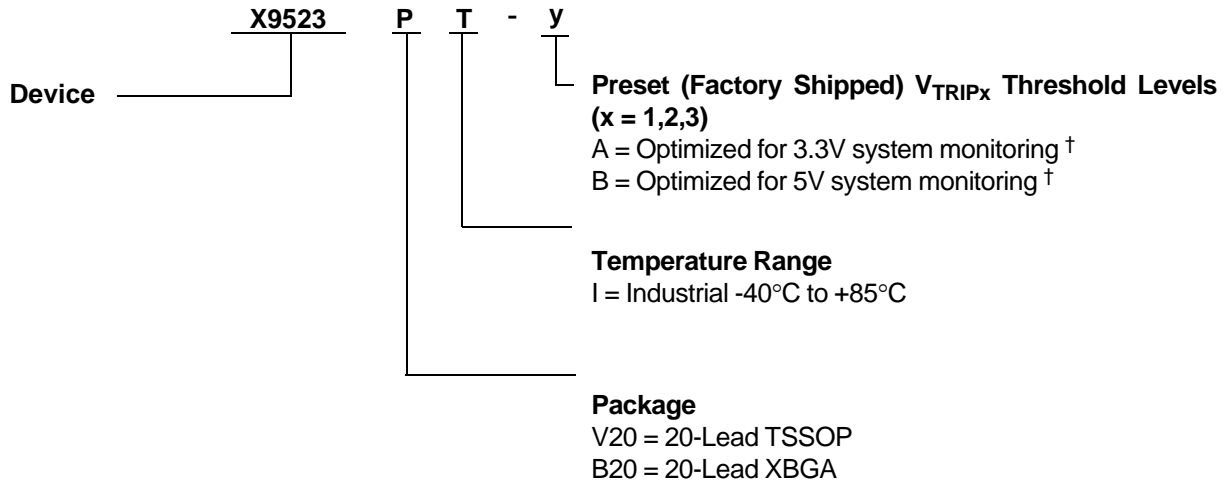 X9523 P T - y
Device
Preset (Factory Shipped) VTRIPx Threshold Levels
(x = 1,2,3)
A = Optimized for 3.3V system monitoring †
B = Optimized for 5V system monitoring †
Temperature Range
I = Industrial -40°C to +85°C
Package
V20 = 20-Lead TSSOP
B20 = 20-Lead XBGA